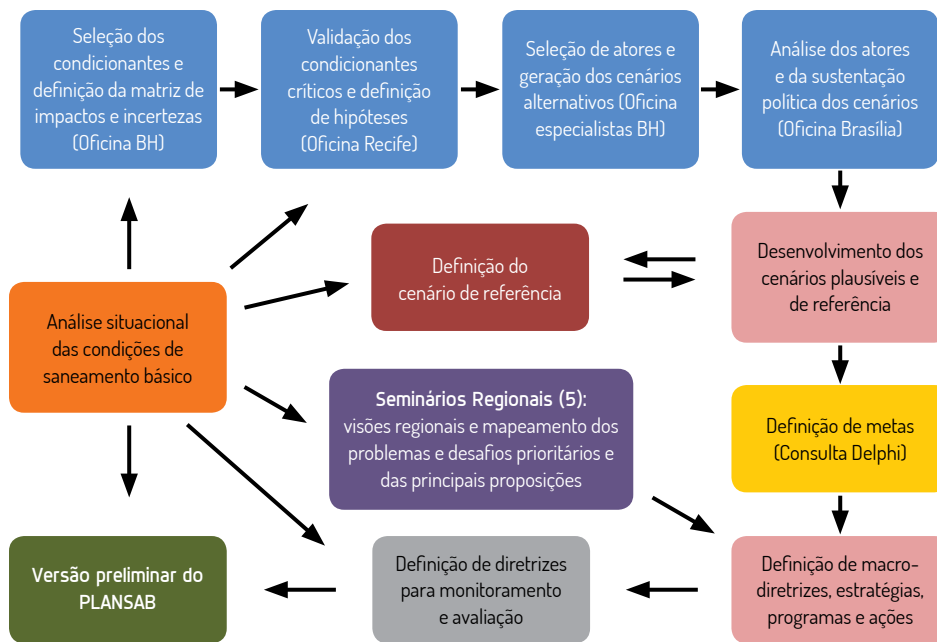 Seleção dos
condicionantes e
definição da matriz de
impactos e incertezas
(Oficina BH)
Validação dos
condicionantes
críticos e definição
de hipóteses
(Oficina Recife)
Seleção de atores e
geração dos cenários
alternativos (Oficina
especialistas BH)
Análise dos atores
e da sustentação
política dos cenários
(Oficina Brasília)
Definição do
cenário de referência
Desenvolvimento dos
cenários plausíveis e
de referência
Análise situacional
das condições de
saneamento básico
Seminários Regionais (5):
visões regionais e mapeamento dos
problemas e desafios prioritários e
das principais proposições
Definição de metas
(Consulta Delphi)
Versão preliminar do
PLANSAB
Definição de diretrizes
para monitoramento
e avaliação
Definição de macro-
diretrizes, estratégias,
programas e ações